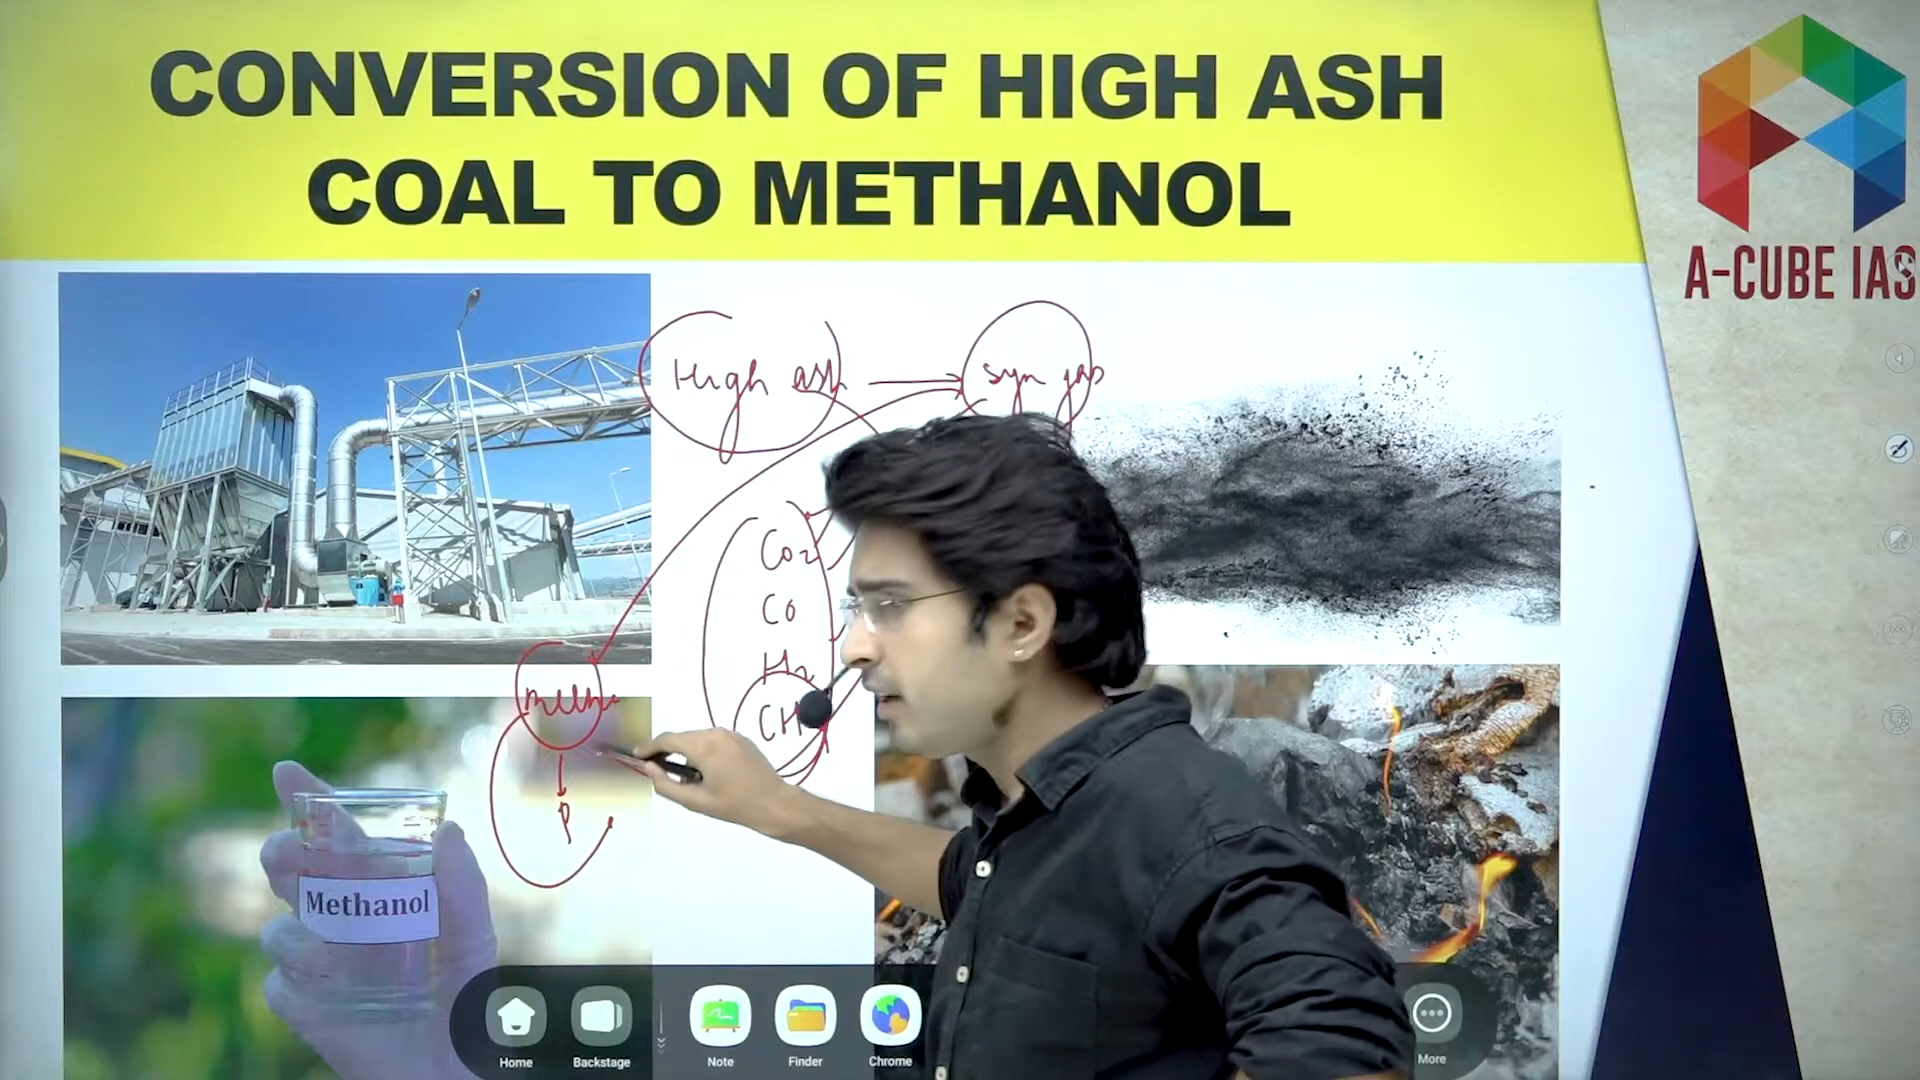 CONVERSION OF HIGH ASH
COAL TO METHANOL
A-CUBE IAS
High ash
Syn gas
CO2
CO
H2
CH
P
Methanol
Home
Backstage
Note
Finder
Chrome
More